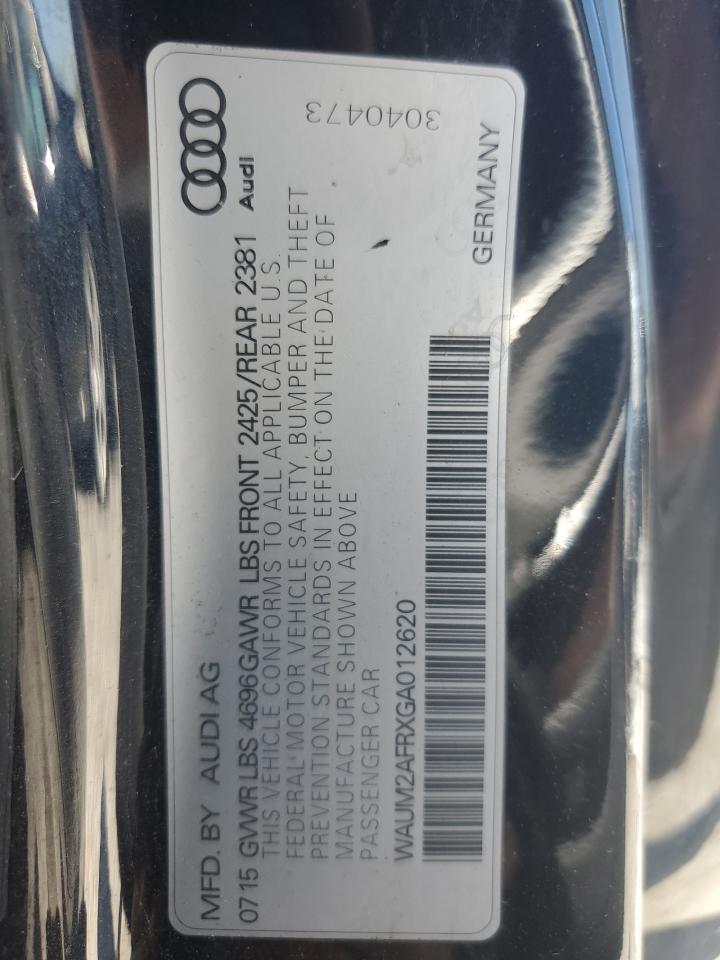 MFD. BY AUDI AG
0715 GVWR LBS 4696 GAWR LBS FRONT 2425/REAR 2381
Audi
THIS VEHICLE CONFORMS TO ALL APPLICABLE U.S.
FEDERAL MOTOR VEHICLE SAFETY, BUMPER AND THEFT
PREVENTION STANDARDS IN EFFECT ON THE DATE OF
MANUFACTURE SHOWN ABOVE
PASSENGER CAR
WAUM2AFRXGA012620
GERMANY
3040473